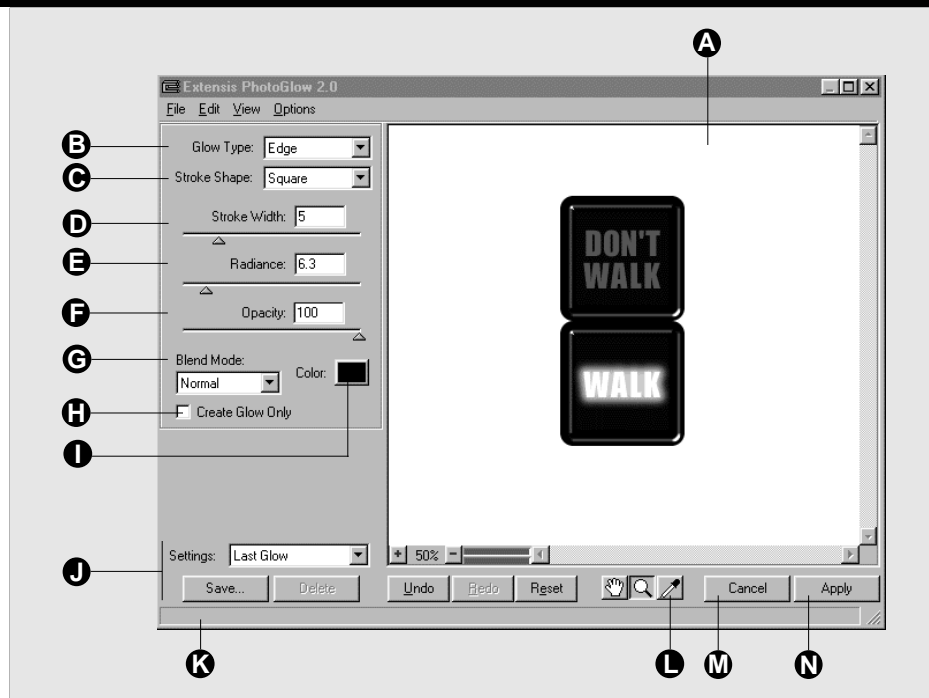 A
Extensis PhotoGlow 2.0
File Edit View Options
B
Glow Type: Edge
C
Stroke Shape: Square
D
Stroke Width: 5
E
Radiance: 6.3
F
Opacity: 100
G
Blend Mode:
Normal
Color:
H
Create Glow Only
I
DON'T
WALK
WALK
J
Settings: Last Glow
+ 50% -
Save... Delete Undo Redo Reset Cancel Apply
K
L
M
N